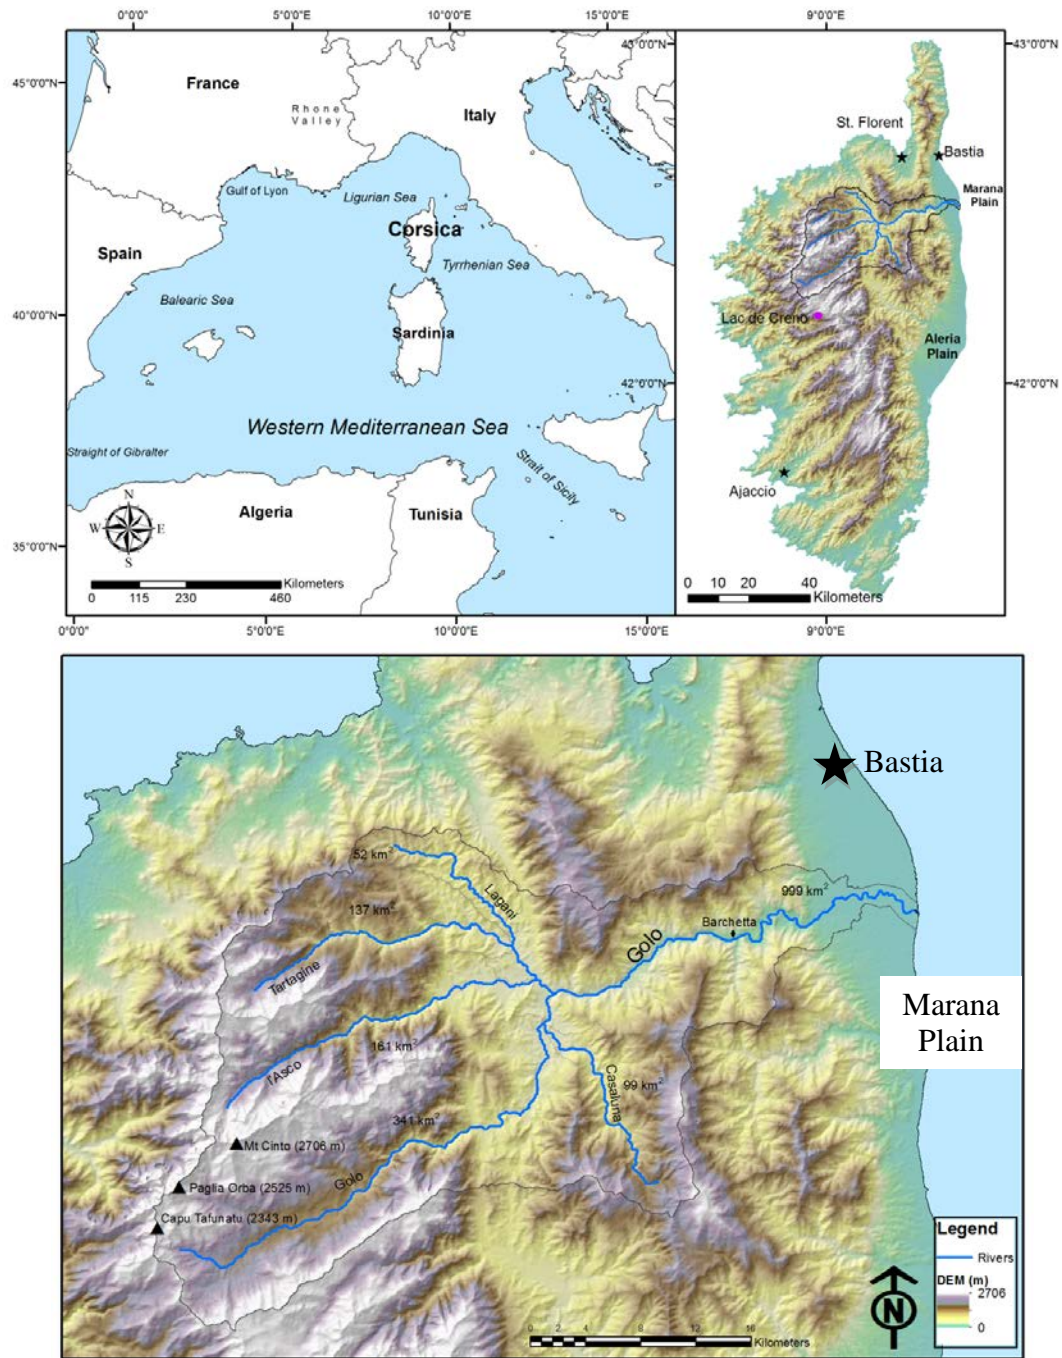 0°0'0"
5°0'0"E
10°0'0"E
15°0'0"E
9°0'0"E
43°0'0"N
43°0'0"N
45°0'0"N
France
Rhone
Valley
Italy
Gulf of Lyon
Ligurian Sea
Corsica
Spain
Tyrrhenian Sea
Balearic Sea
40°0'0"N
Sardinia
42°0'0"N
42°0'0"N
Western Mediterranean Sea
Straight of Gibralter
Strait of Sicily
N
W
E
S
Algeria
Tunisia
35°0'0"N
Kilometers
0
115
230
460
0°0'0"
5°0'0"E
10°0'0"E
15°0'0"E
St. Florent
Bastia
Marana
Plain
Lac de Creno
Aleria
Plain
Ajaccio
0
10
20
40
Kilometers
9°0'0"E
Bastia
52 km²
Lagani
137 km²
999 km²
Barchetta
Golo
Tartagine
Marana
Plain
l'Asco
161 km²
99 km²
Casaluna
341 km²
Mt Cinto (2706 m)
Golo
Paglia Orba (2525 m)
Capu Tafunatu (2343 m)
Legend
Rivers
DEM (m)
2706
0
N
0
2
4
8
12
16
Kilometers